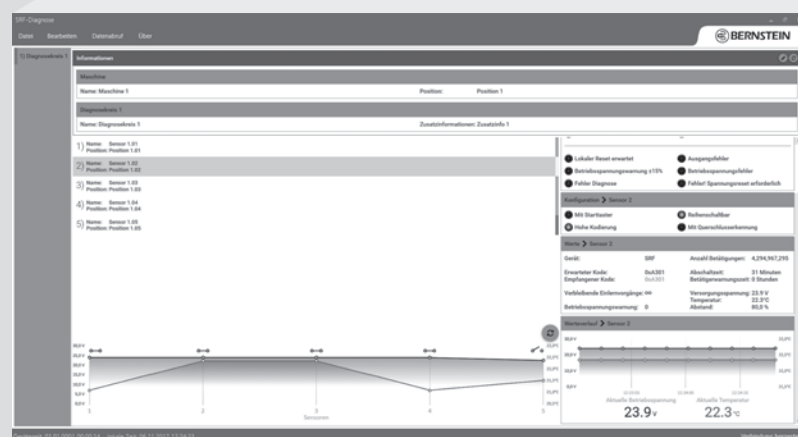 SRF-Diagnose
Datei Bearbeiten Datenabruf Über
BERNSTEIN
1) Diagnosekreis 1
Informationen
Maschine
Name: Maschine 1 Position: Position 1
Diagnosekreis 1
Name: Diagnosekreis 1 Zusatzinformationen: Zusatzinfo 1
1) Name: Sensor 1.01
Position: Position 1.01
2) Name: Sensor 1.02
Position: Position 1.02
3) Name: Sensor 1.03
Position: Position 1.03
4) Name: Sensor 1.04
Position: Position 1.04
5) Name: Sensor 1.05
Position: Position 1.05
Lokaler Reset erwartet Ausgangsfehler
Betriebsspannungswarnung ±15% Betriebsspannungsfehler
Fehler Diagnose Fehler! Spannungsreset erforderlich
Konfiguration Sensor 2
Mit Starttaster Reihenschaltbar
Hohe Kodierung Mit Querschlusserkennung
Werte Sensor 2
Gerät: SRF Anzahl Betätigungen: 4,294,967,295
Erwarteter Kode: 0xA301 Abschaltzeit: 31 Minuten
Empfangener Kode: 0xA301 Betätigerwarnungszeit: 0 Stunden
Verbleibende Einlernvorgänge: ∞ Versorgungsspannung: 23.9 V
Temperatur: 22.3°C
Betriebsspannungswarnung: 0 Abstand: 80,0 %
Werteverlauf Sensor 2
1 2 3 4 5
Sensoren
Aktuelle Betriebsspannung Aktuelle Temperatur
23.9 V 22.3 °C